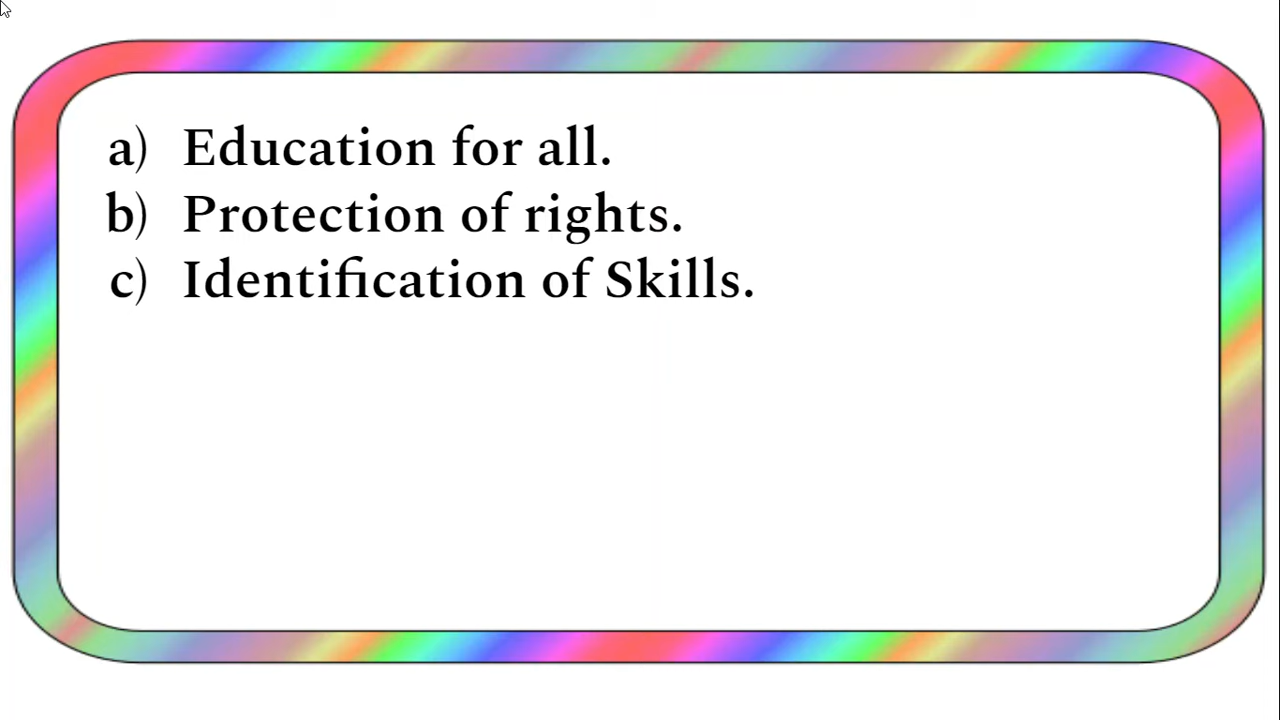 a) Education for all.
b) Protection of rights.
c) Identification of Skills.